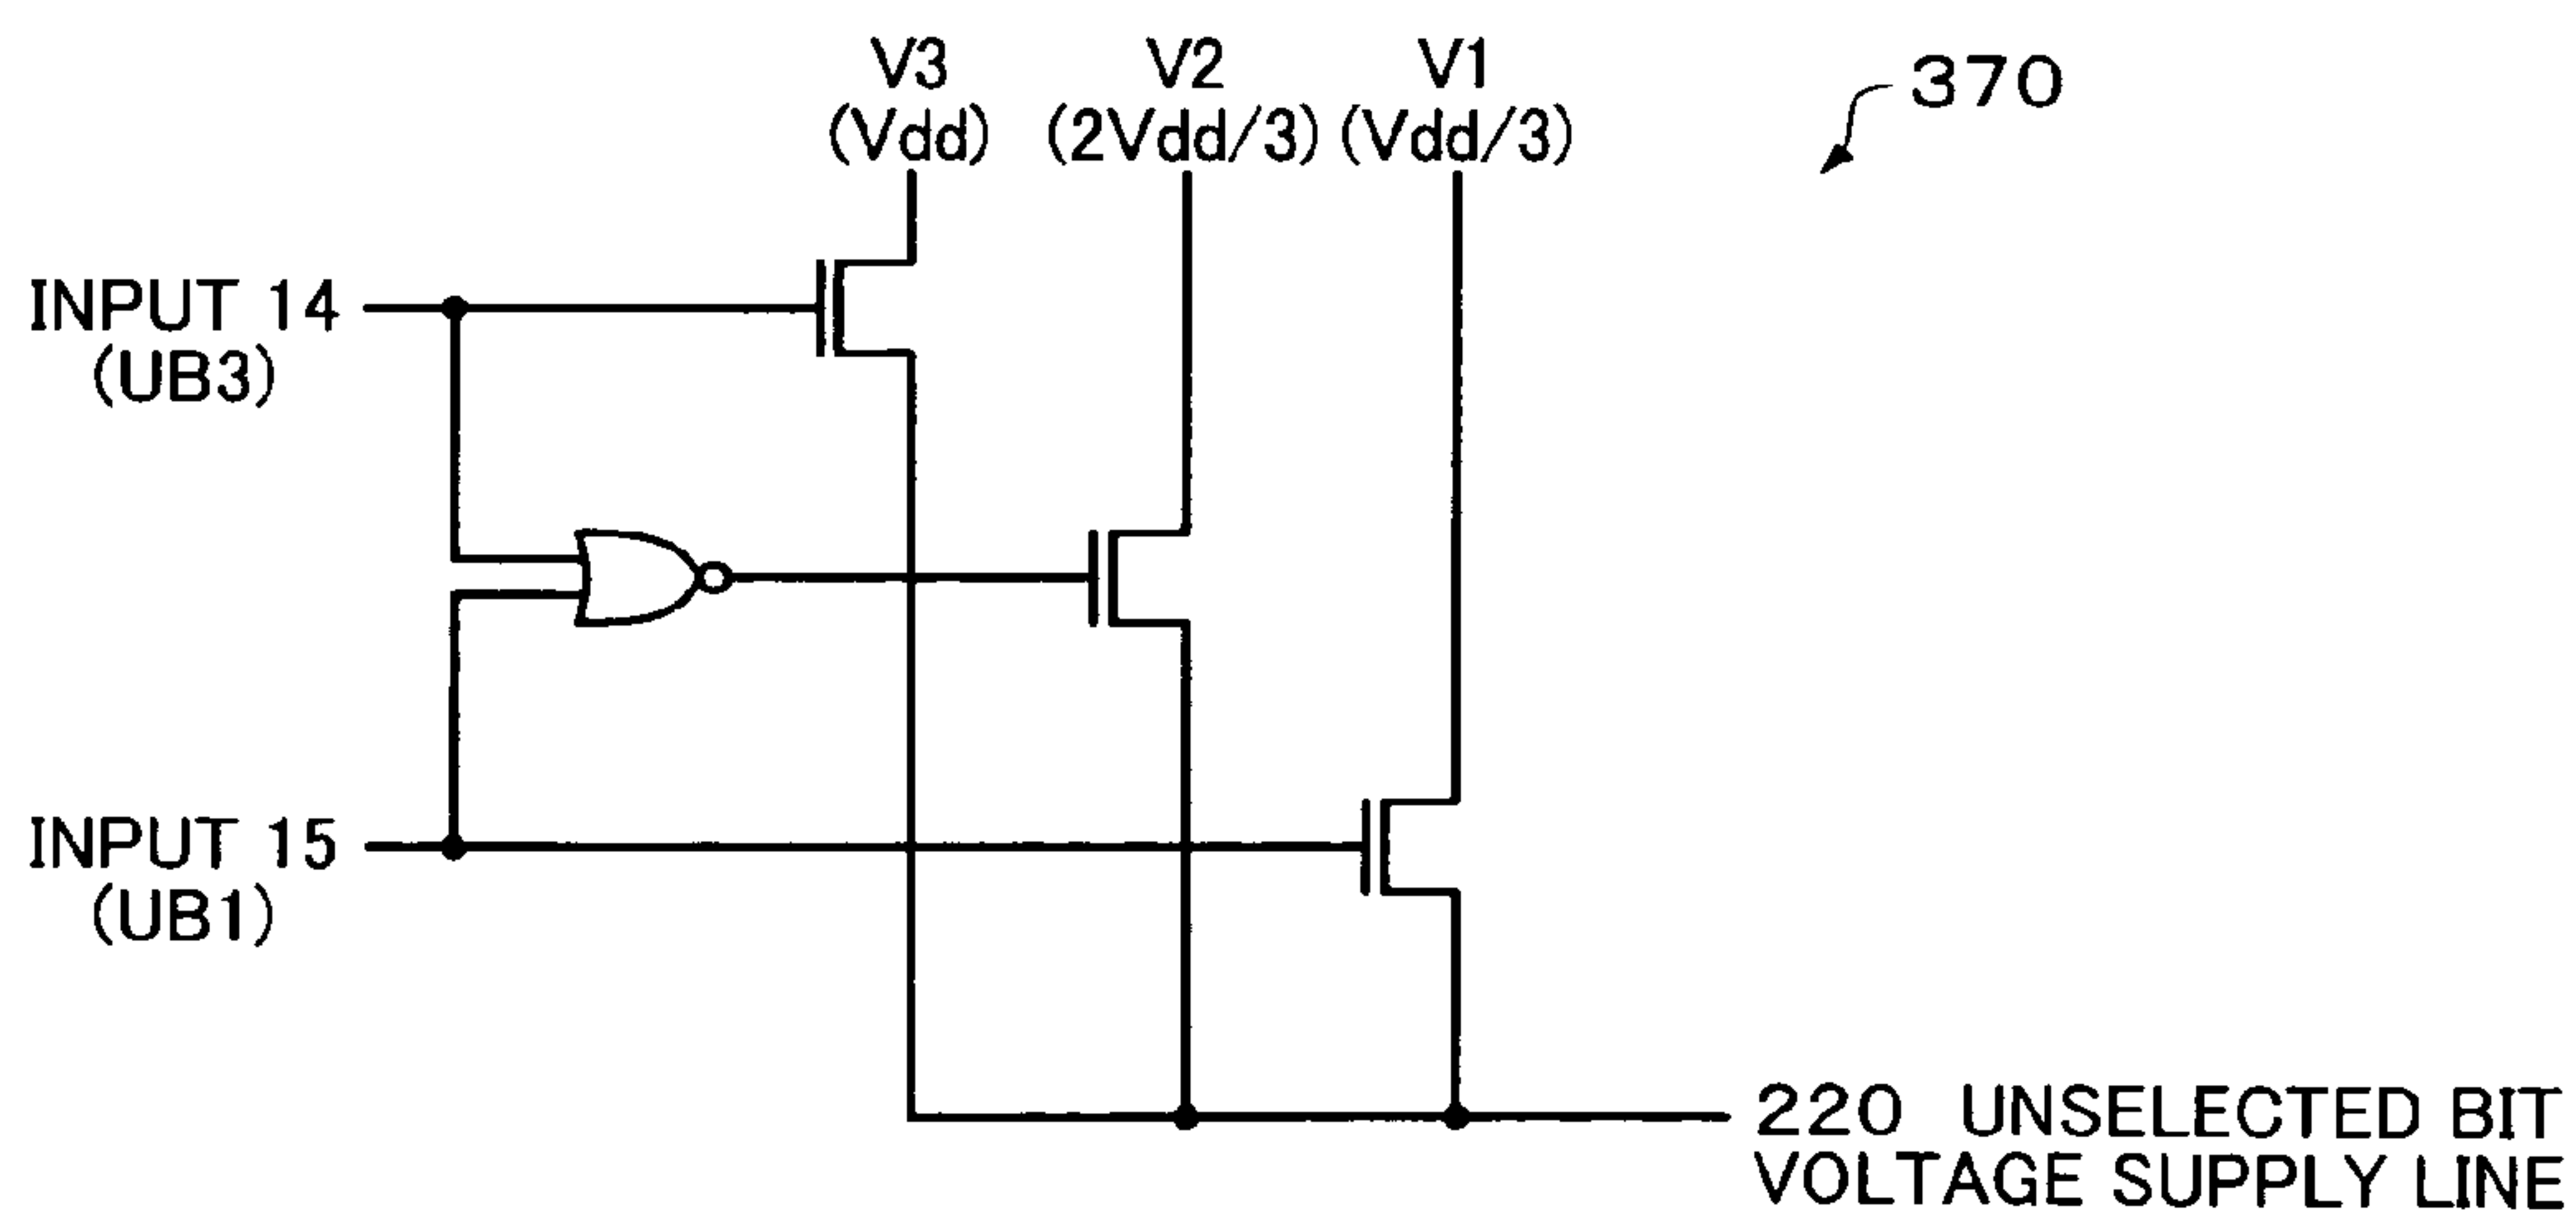 V3 V2 V1
(Vdd) (2Vdd/3) (Vdd/3)
370
INPUT 14
(UB3)
INPUT 15
(UB1)
220 UNSELECTED BIT
VOLTAGE SUPPLY LINE